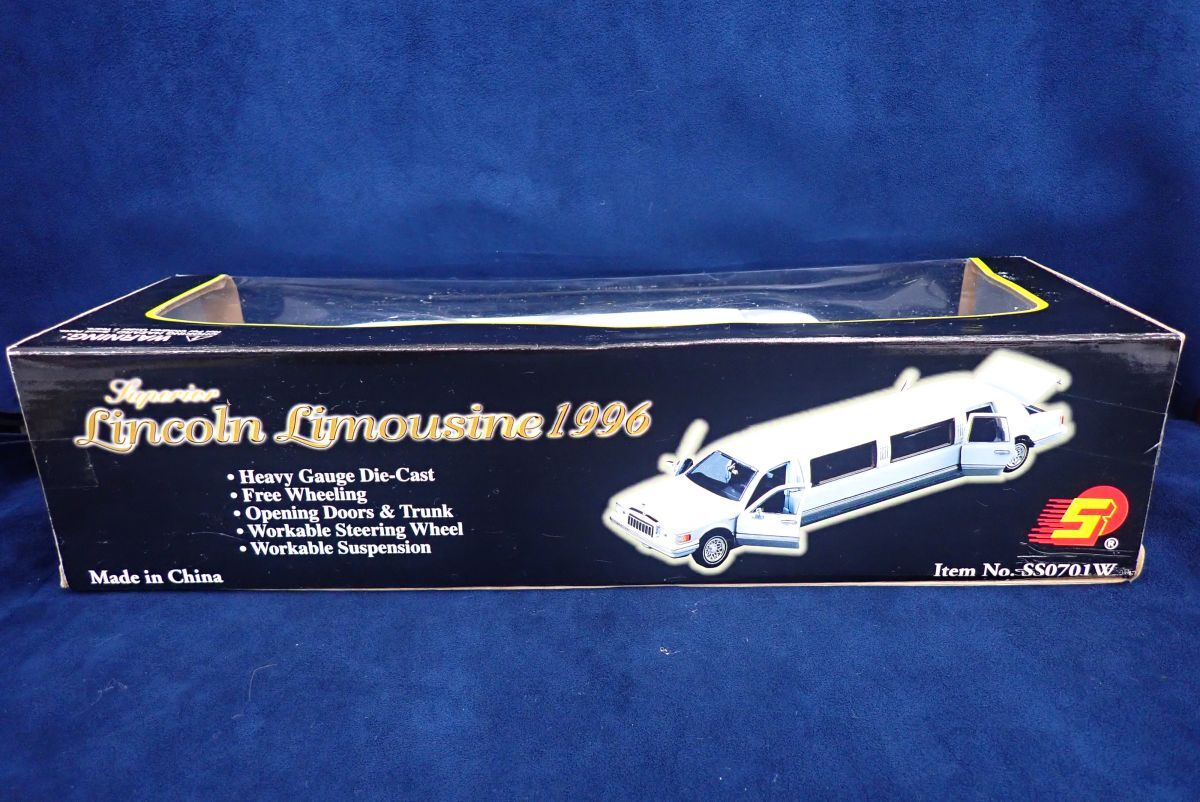 WARNING:
Superior
Lincoln Limousine 1996
• Heavy Gauge Die-Cast
• Free Wheeling
• Opening Doors & Trunk
• Workable Steering Wheel
• Workable Suspension
Made in China
S
®
Item No. SS0701W